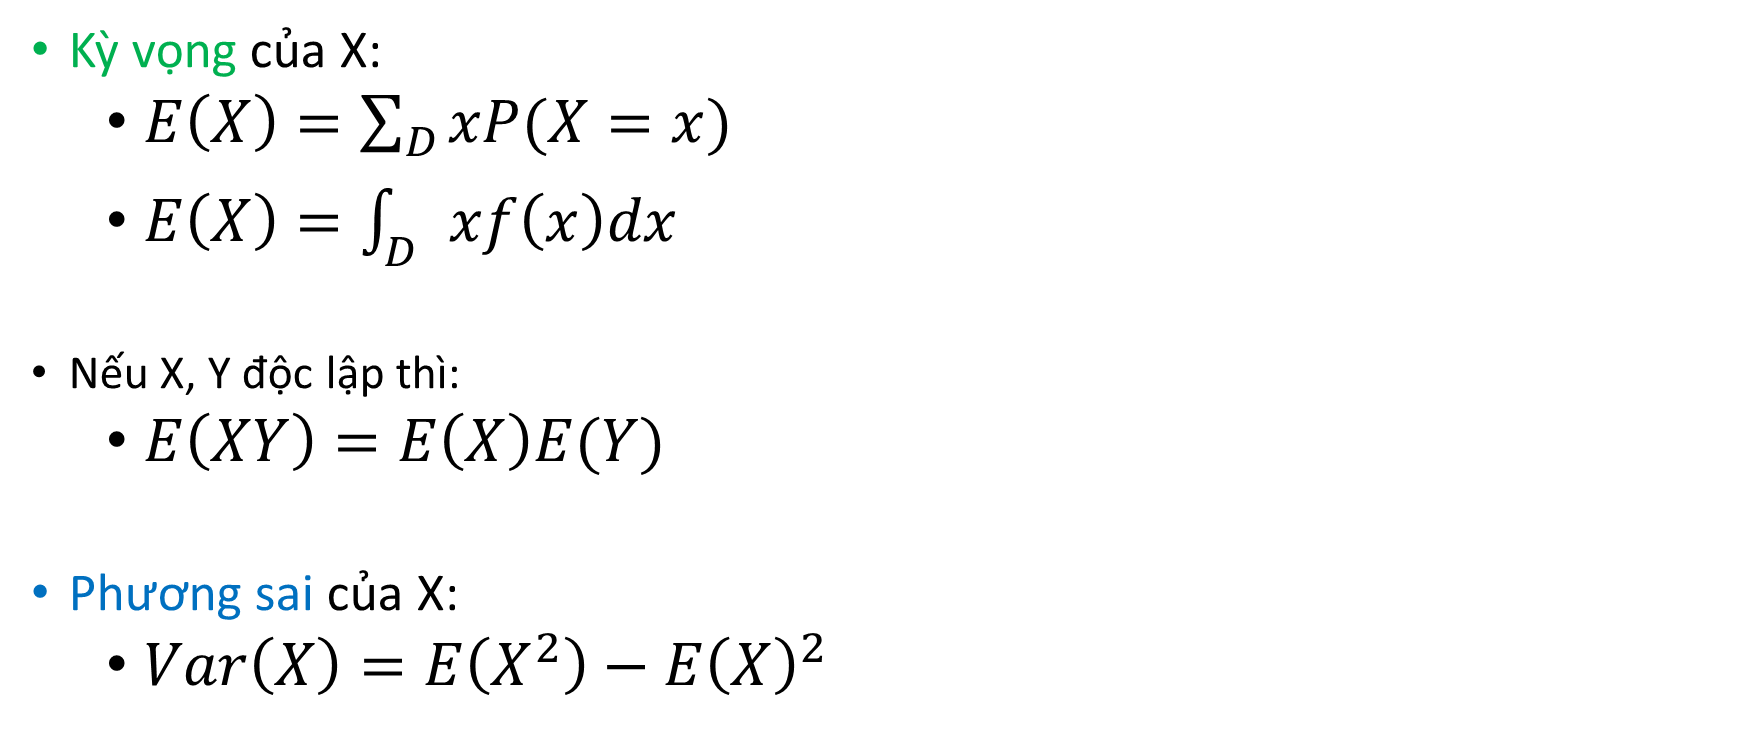 • Kỳ vọng của X:
• E(X) = ∑_D xP(X = x)
• E(X) = ∫_D xf(x)dx
• Nếu X, Y độc lập thì:
• E(XY) = E(X)E(Y)
• Phương sai của X:
• Var(X) = E(X²) − E(X)²